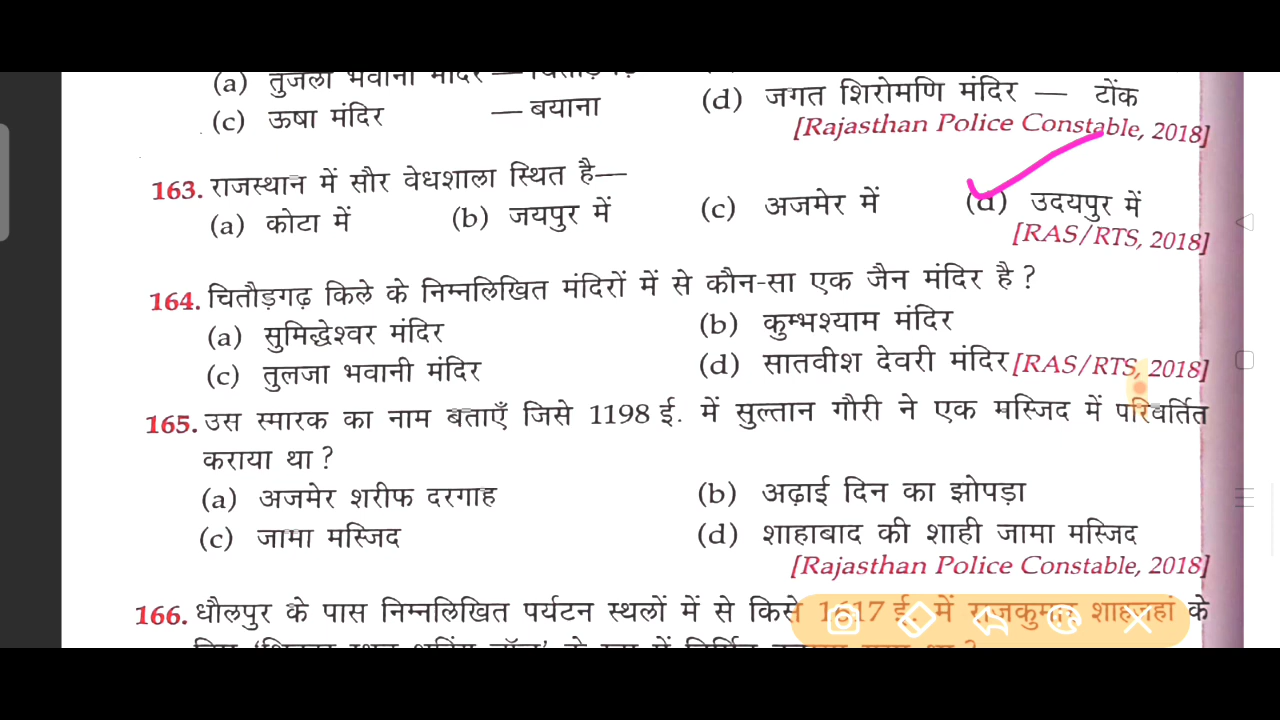 (a) तुजला भवानी मंदिर —
(c) ऊषा मंदिर — बयाना (d) जगत शिरोमणि मंदिर — टोंक
[Rajasthan Police Constable, 2018]
163. राजस्थान में सौर वेधशाला स्थित है—
(a) कोटा में (b) जयपुर में (c) अजमेर में (d) उदयपुर में
[RAS/RTS, 2018]
164. चितौड़गढ़ किले के निम्नलिखित मंदिरों में से कौन-सा एक जैन मंदिर है ?
(a) सुमिद्धेश्वर मंदिर (b) कुम्भश्याम मंदिर
(c) तुलजा भवानी मंदिर (d) सातवीश देवरी मंदिर [RAS/RTS, 2018]
165. उस स्मारक का नाम बताएँ जिसे 1198 ई. में सुल्तान गौरी ने एक मस्जिद में परिवर्तित
कराया था ?
(a) अजमेर शरीफ दरगाह (b) अढ़ाई दिन का झोपड़ा
(c) जामा मस्जिद (d) शाहाबाद की शाही जामा मस्जिद
[Rajasthan Police Constable, 2018]
166. धौलपुर के पास निम्नलिखित पर्यटन स्थलों में से किसे 1617 ई. में राजकुमार शाहजहां के